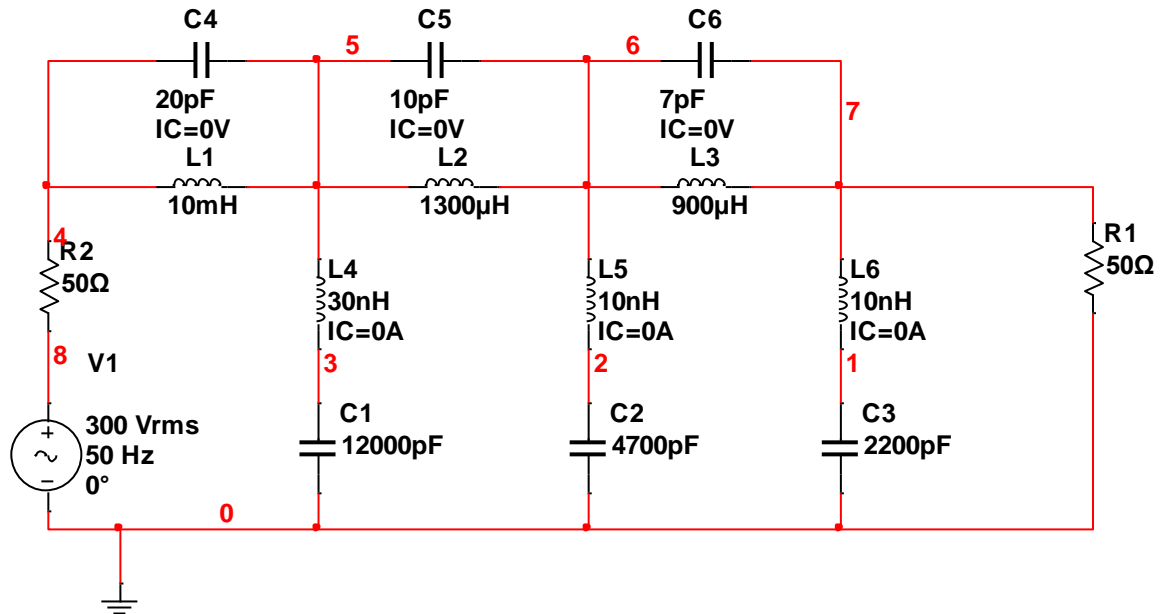 C4
5
C5
6
C6
20pF
IC=0V
10pF
IC=0V
7pF
IC=0V
7
L1
10mH
L2
1300µH
L3
900µH
4
R2
50Ω
L4
30nH
IC=0A
L5
10nH
IC=0A
L6
10nH
IC=0A
R1
50Ω
8
V1
3
2
1
300 Vrms
50 Hz
0°
C1
12000pF
C2
4700pF
C3
2200pF
0